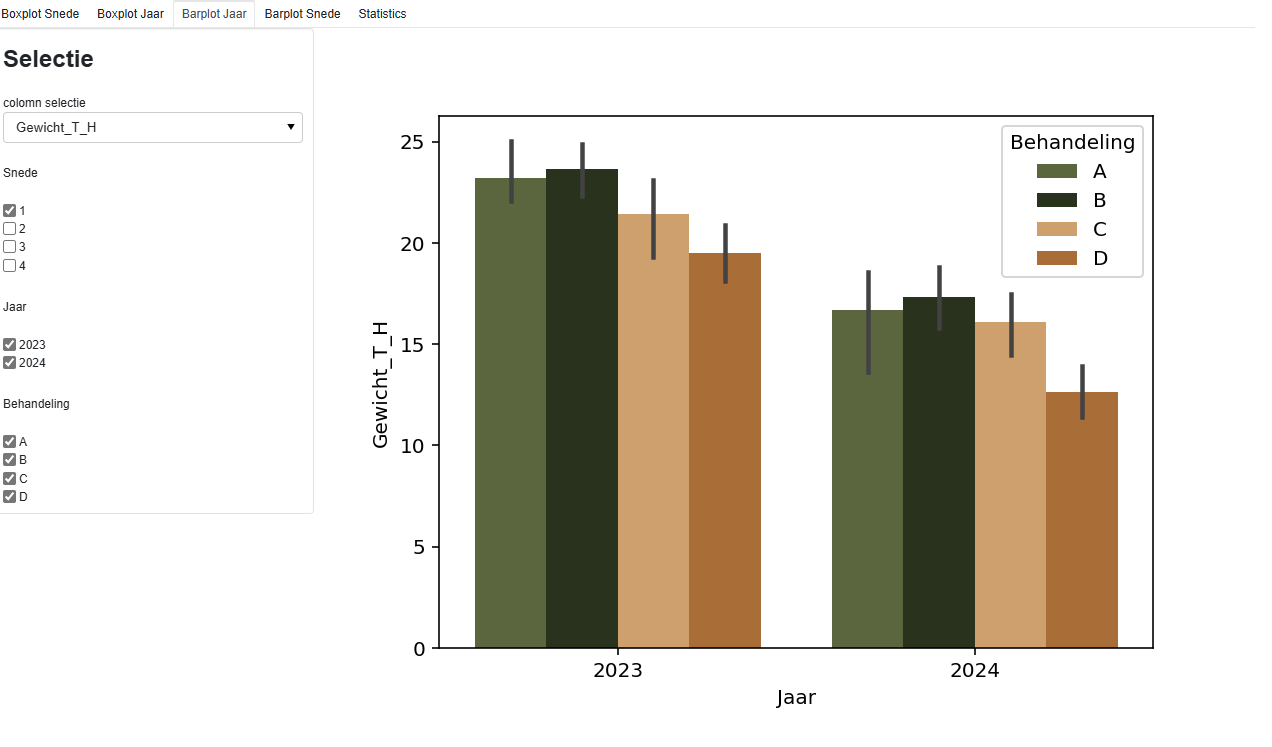 Boxplot Snede Boxplot Jaar Barplot Jaar Barplot Snede Statistics
Selectie
colomn selectie
Gewicht_T_H
Snede
1
2
3
4
Jaar
2023
2024
Behandeling
A
B
C
D
25
20
15
10
5
0
Gewicht_T_H
2023 2024
Jaar
Behandeling
A
B
C
D